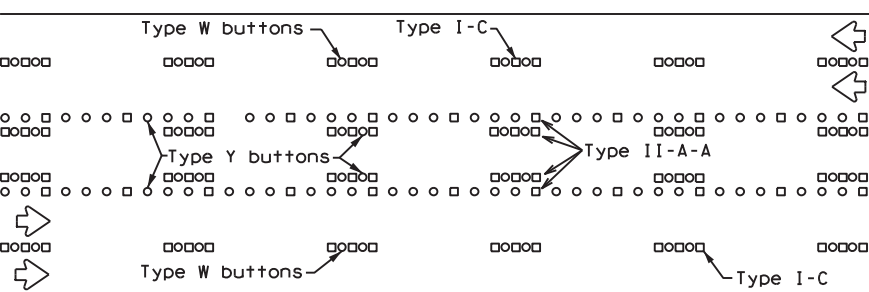 Type W buttons
Type I-C
Type Y buttons
Type II-A-A
Type W buttons
Type I-C